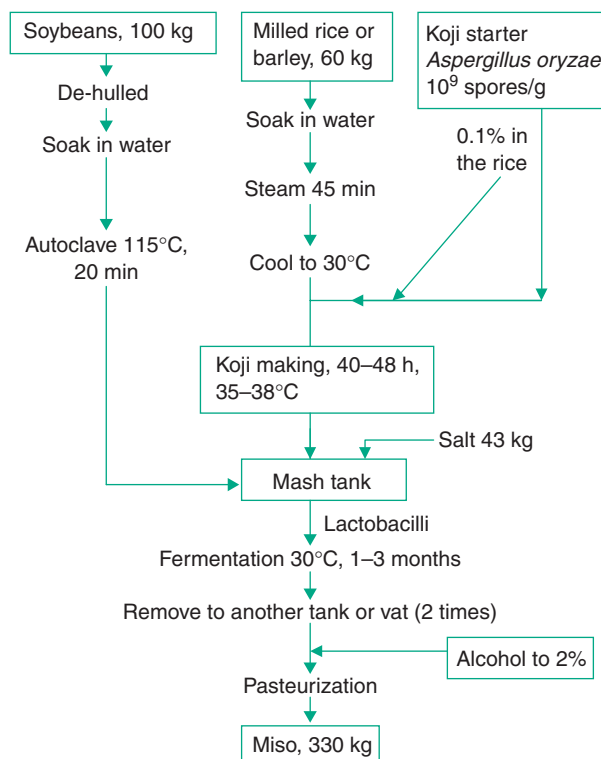 Soybeans, 100 kg
De-hulled
Soak in water
Autoclave 115°C,
20 min
Milled rice or
barley, 60 kg
Soak in water
Steam 45 min
Cool to 30°C
Koji starter
Aspergillus oryzae
10⁹ spores/g
0.1% in
the rice
Koji making, 40–48 h,
35–38°C
Salt 43 kg
Mash tank
Lactobacilli
Fermentation 30°C, 1–3 months
Remove to another tank or vat (2 times)
Alcohol to 2%
Pasteurization
Miso, 330 kg